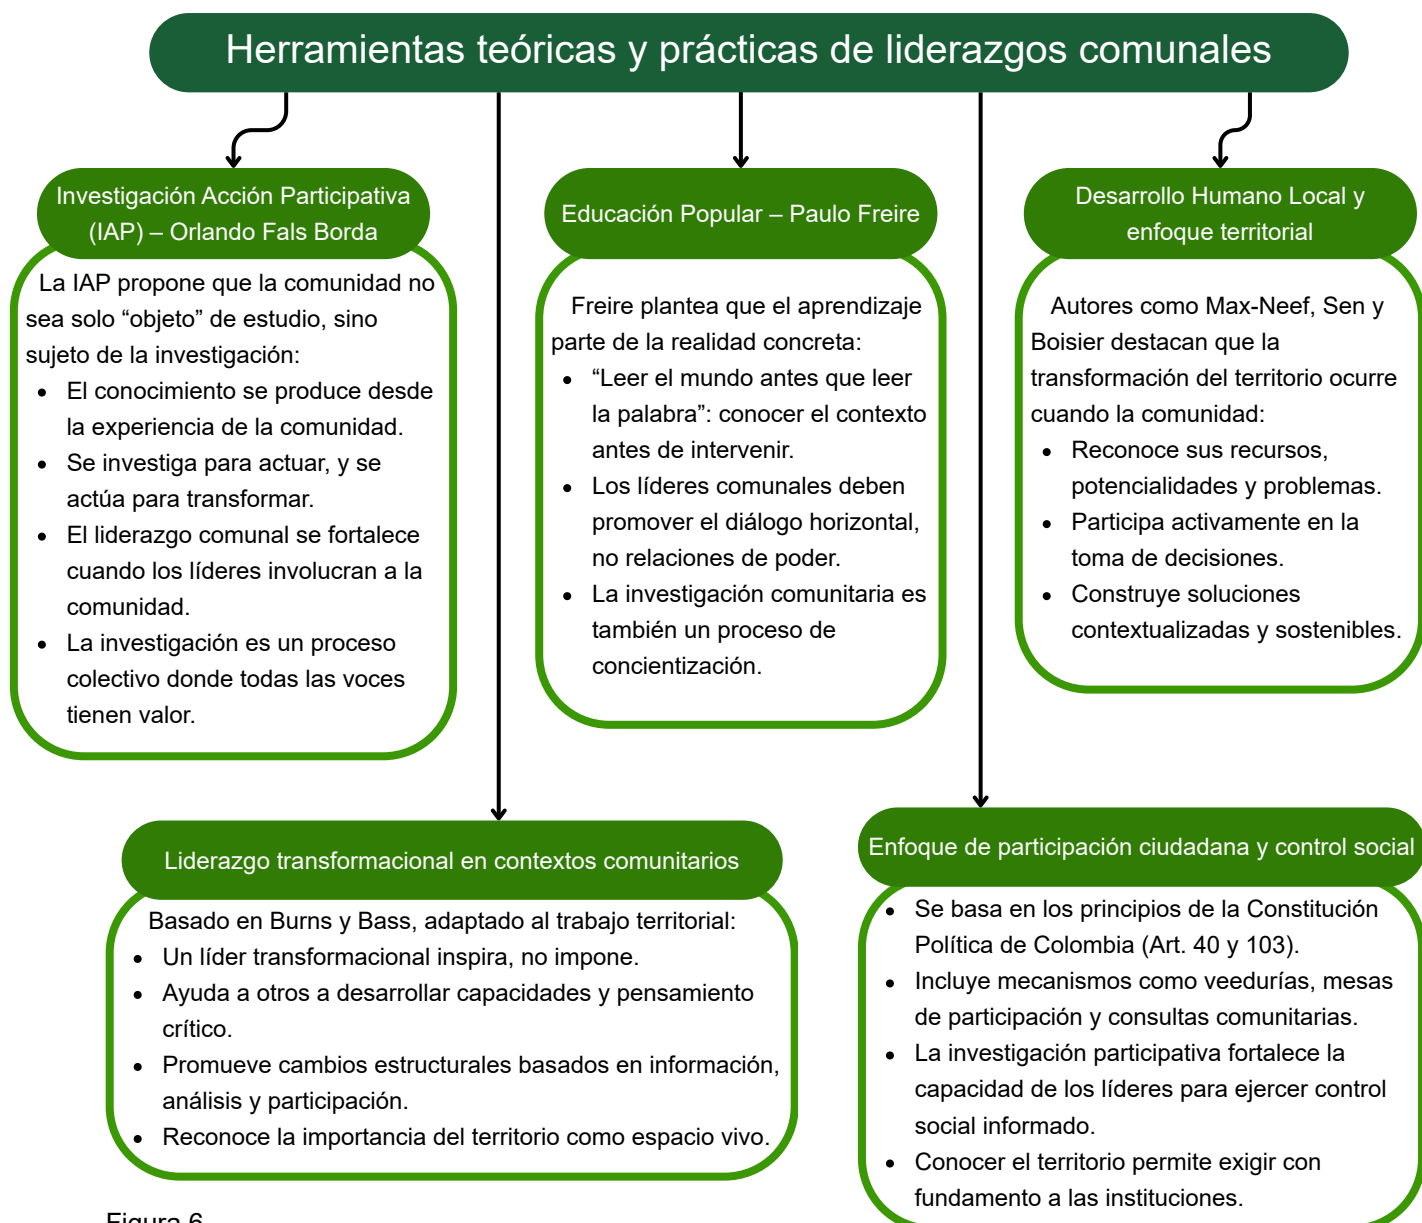 Herramientas teóricas y prácticas de liderazgos comunales
Investigación Acción Participativa
(IAP) – Orlando Fals Borda
La IAP propone que la comunidad no
sea solo “objeto” de estudio, sino
sujeto de la investigación:
• El conocimiento se produce desde
la experiencia de la comunidad.
• Se investiga para actuar, y se
actúa para transformar.
• El liderazgo comunal se fortalece
cuando los líderes involucran a la
comunidad.
• La investigación es un proceso
colectivo donde todas las voces
tienen valor.
Educación Popular – Paulo Freire
Freire plantea que el aprendizaje
parte de la realidad concreta:
• “Leer el mundo antes que leer
la palabra”: conocer el contexto
antes de intervenir.
• Los líderes comunales deben
promover el diálogo horizontal,
no relaciones de poder.
• La investigación comunitaria es
también un proceso de
concientización.
Desarrollo Humano Local y
enfoque territorial
Autores como Max-Neef, Sen y
Boisier destacan que la
transformación del territorio ocurre
cuando la comunidad:
• Reconoce sus recursos,
potencialidades y problemas.
• Participa activamente en la
toma de decisiones.
• Construye soluciones
contextualizadas y sostenibles.
Liderazgo transformacional en contextos comunitarios
Basado en Burns y Bass, adaptado al trabajo territorial:
• Un líder transformacional inspira, no impone.
• Ayuda a otros a desarrollar capacidades y pensamiento
crítico.
• Promueve cambios estructurales basados en información,
análisis y participación.
• Reconoce la importancia del territorio como espacio vivo.
Enfoque de participación ciudadana y control social
• Se basa en los principios de la Constitución
Política de Colombia (Art. 40 y 103).
• Incluye mecanismos como veedurías, mesas
de participación y consultas comunitarias.
• La investigación participativa fortalece la
capacidad de los líderes para ejercer control
social informado.
• Conocer el territorio permite exigir con
fundamento a las instituciones.
Figura 6